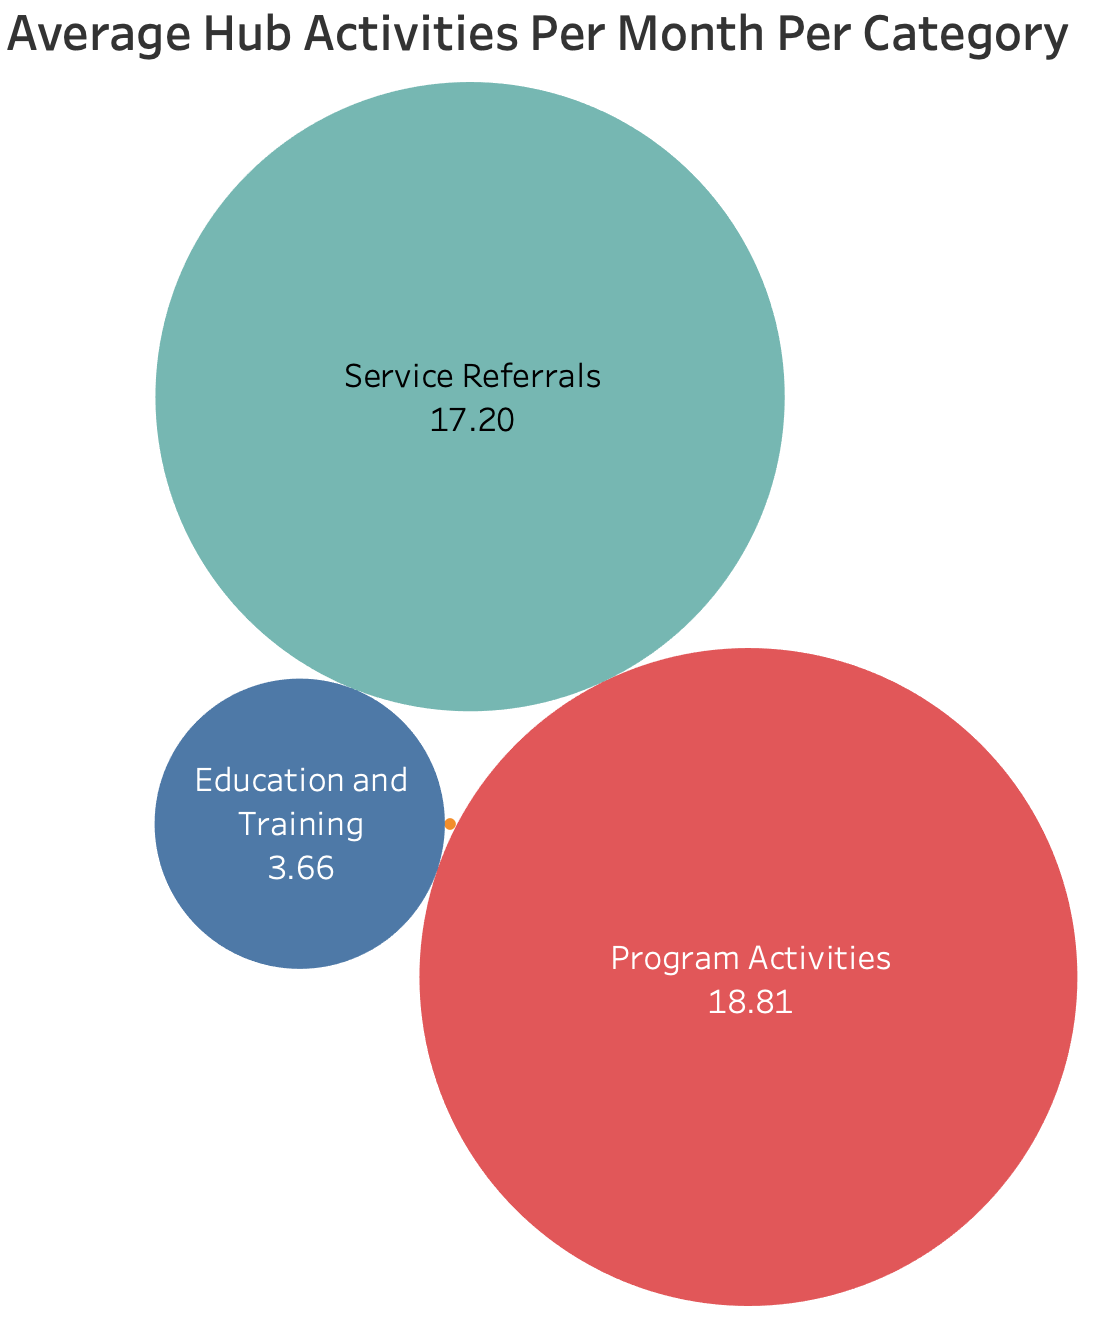 Average Hub Activities Per Month Per Category
Service Referrals
17.20
Education and
Training
3.66
Program Activities
18.81